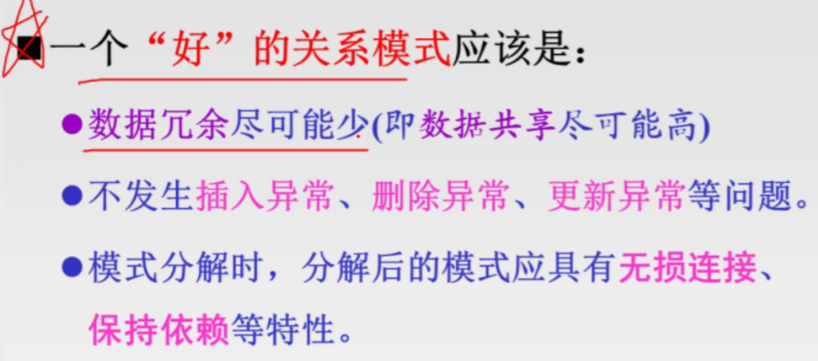 ■一个“好”的关系模式应该是：
●数据冗余尽可能少(即数据共享尽可能高)
●不发生插入异常、删除异常、更新异常等问题。
●模式分解时，分解后的模式应具有无损连接、
保持依赖等特性。